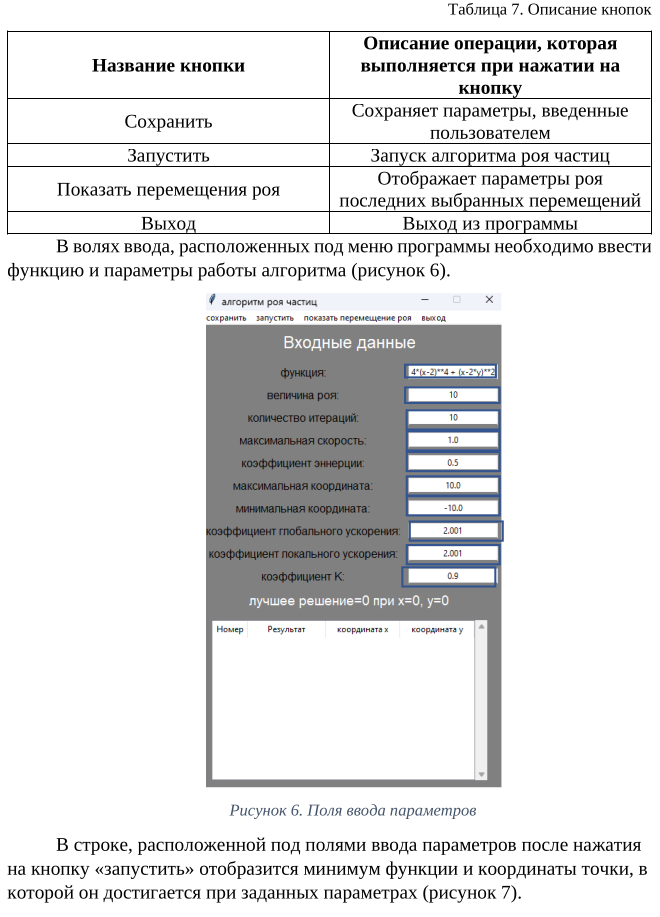 Таблица 7. Описание кнопок
Название кнопки
Описание операции, которая
выполняется при нажатии на
кнопку
Сохранить
Сохраняет параметры, введенные
пользователем
Запустить
Запуск алгоритма роя частиц
Показать перемещения роя
Отображает параметры роя
последних выбранных перемещений
Выход
Выход из программы
В волях ввода, расположенных под меню программы необходимо ввести
функцию и параметры работы алгоритма (рисунок 6).
алгоритм роя частиц
сохранить запустить показать перемещение роя выход
Входные данные
функция: 4*(x-2)**4 + (x-2*y)**2
величина роя: 10
количество итераций: 10
максимальная скорость: 1.0
коэффициент эннерции: 0.5
максимальная координата: 10.0
минимальная координата: -10.0
коэффициент глобального ускорения: 2.001
коэффициент локального ускорения: 2.001
коэффициент K: 0.9
лучшее решение=0 при x=0, y=0
Номер Результат координата x координата y
Рисунок 6. Поля ввода параметров
В строке, расположенной под полями ввода параметров после нажатия
на кнопку «запустить» отобразится минимум функции и координаты точки, в
которой он достигается при заданных параметрах (рисунок 7).